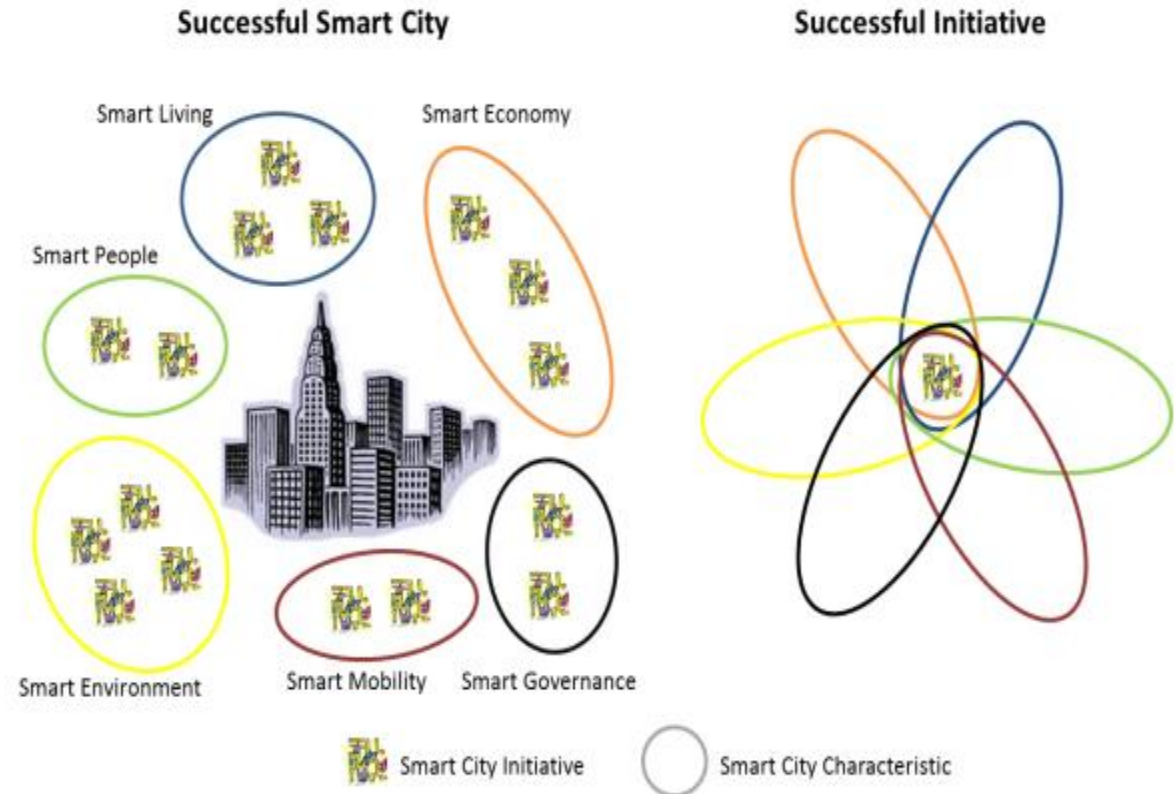 Successful Smart City
Successful Initiative
Smart Living
Smart Economy
Smart People
Smart Environment
Smart Mobility
Smart Governance
Smart City Initiative
Smart City Characteristic